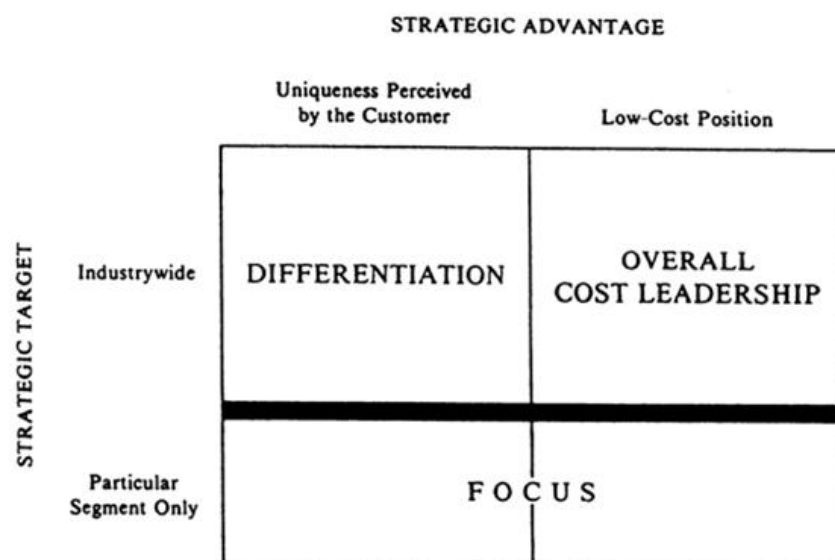 STRATEGIC ADVANTAGE
Uniqueness Perceived
by the Customer
Low-Cost Position
STRATEGIC TARGET
Industrywide
DIFFERENTIATION
OVERALL
COST LEADERSHIP
Particular
Segment Only
FOCUS